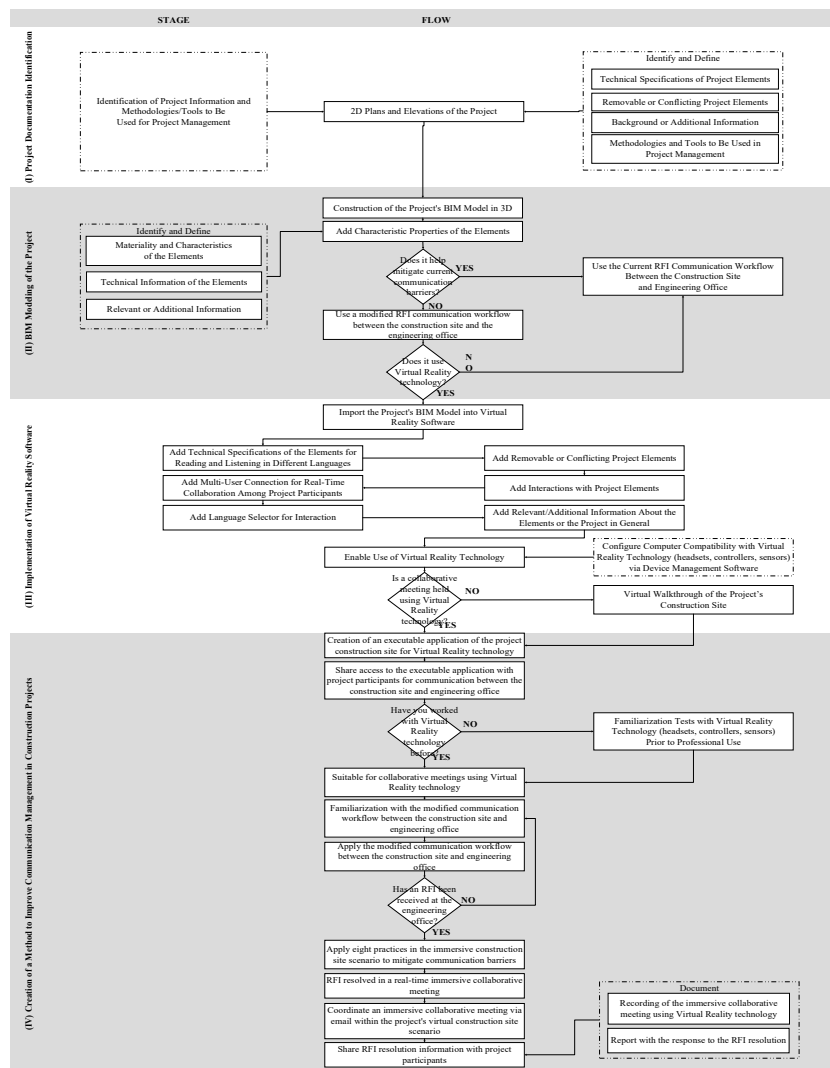 STAGE
FLOW
(I) Project Documentation Identification
Identification of Project Information and
Methodologies/Tools to Be
Used for Project Management
2D Plans and Elevations of the Project
Identify and Define
Technical Specifications of Project Elements
Removable or Conflicting Project Elements
Background or Additional Information
Methodologies and Tools to Be Used in
Project Management
(II) BIM Modeling of the Project
Construction of the Project's BIM Model in 3D
Add Characteristic Properties of the Elements
Identify and Define
Materiality and Characteristics
of the Elements
Technical Information of the Elements
Relevant or Additional Information
Does it help
mitigate current
communication
barriers?
YES
Use the Current RFI Communication Workflow
Between the Construction Site
and Engineering Office
NO
Use a modified RFI communication workflow
between the construction site and the
engineering office
Does it use
Virtual Reality
technology?
N
O
YES
(III) Implementation of Virtual Reality Software
Import the Project's BIM Model into Virtual
Reality Software
Add Technical Specifications of the Elements for
Reading and Listening in Different Languages
Add Removable or Conflicting Project Elements
Add Multi-User Connection for Real-Time
Collaboration Among Project Participants
Add Interactions with Project Elements
Add Language Selector for Interaction
Add Relevant/Additional Information About the
Elements or the Project in General
Enable Use of Virtual Reality Technology
Configure Computer Compatibility with Virtual
Reality Technology (headsets, controllers, sensors)
via Device Management Software
Is a collaborative
meeting held
using Virtual
Reality
technology?
NO
Virtual Walkthrough of the Project's
Construction Site
YES
(IV) Creation of a Method to Improve Communication Management in Construction Projects
Creation of an executable application of the project
construction site for Virtual Reality technology
Share access to the executable application with
project participants for communication between the
construction site and engineering office
Have you worked
with Virtual
Reality
technology
before?
NO
Familiarization Tests with Virtual Reality
Technology (headsets, controllers, sensors)
Prior to Professional Use
YES
Suitable for collaborative meetings using Virtual
Reality technology
Familiarization with the modified communication
workflow between the construction site and
engineering office
Apply the modified communication workflow
between the construction site and engineering
office
Has an RFI been
received at the
engineering
office?
NO
YES
Apply eight practices in the immersive construction
site scenario to mitigate communication barriers
RFI resolved in a real-time immersive collaborative
meeting
Coordinate an immersive collaborative meeting via
email within the project's virtual construction site
scenario
Share RFI resolution information with project
participants
Document
Recording of the immersive collaborative
meeting using Virtual Reality technology
Report with the response to the RFI resolution